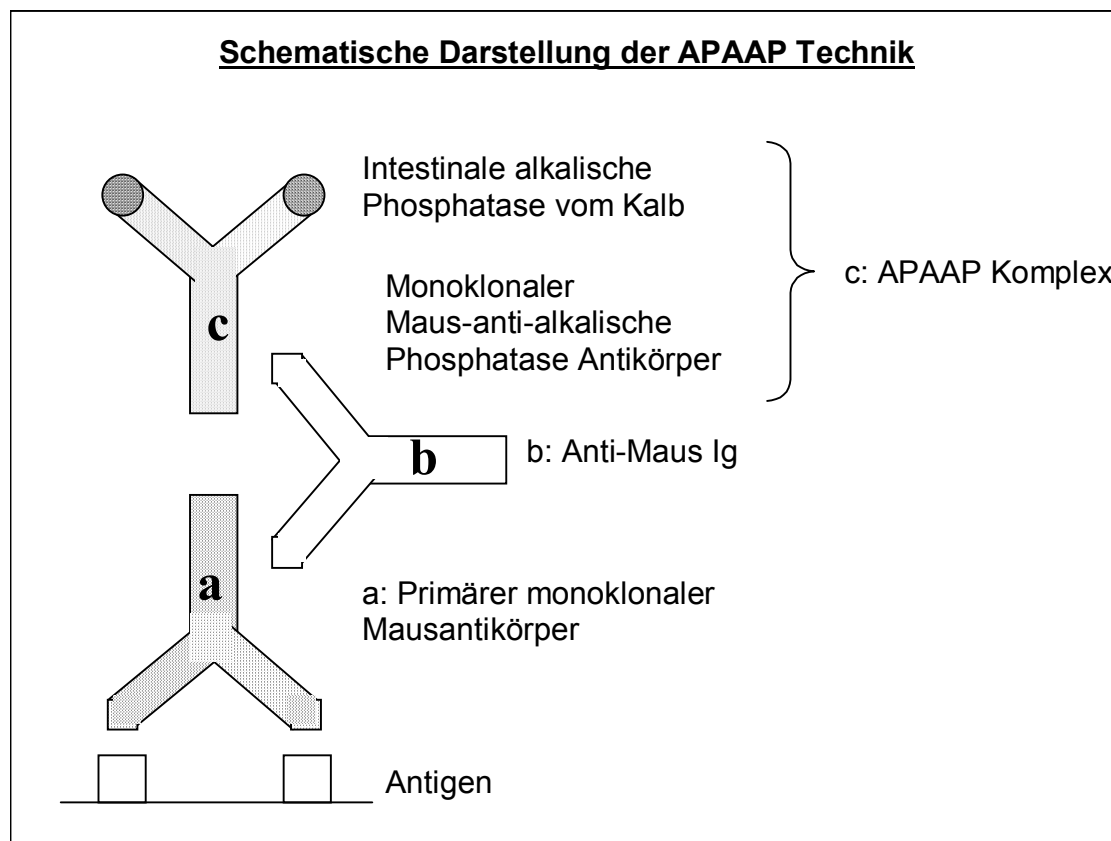 Schematische Darstellung der APAAP Technik
Intestinale alkalische
Phosphatase vom Kalb
c: APAAP Komplex
Monoklonaler
Maus-anti-alkalische
Phosphatase Antikörper
c
b
b: Anti-Maus Ig
a
a: Primärer monoklonaler
Mausantikörper
Antigen